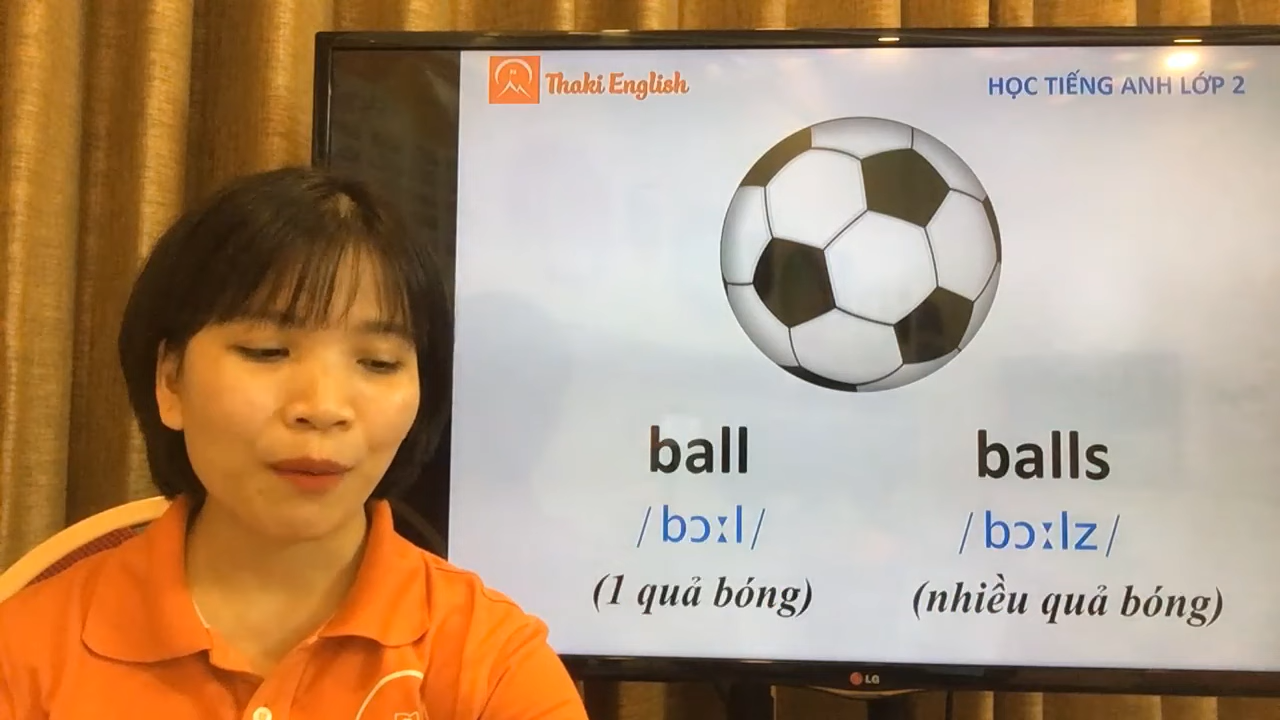 Thaki English
HỌC TIẾNG ANH LỚP 2
ball
balls
/bɔːl/
/bɔːlz/
(1 quả bóng)
(nhiều quả bóng)
LG